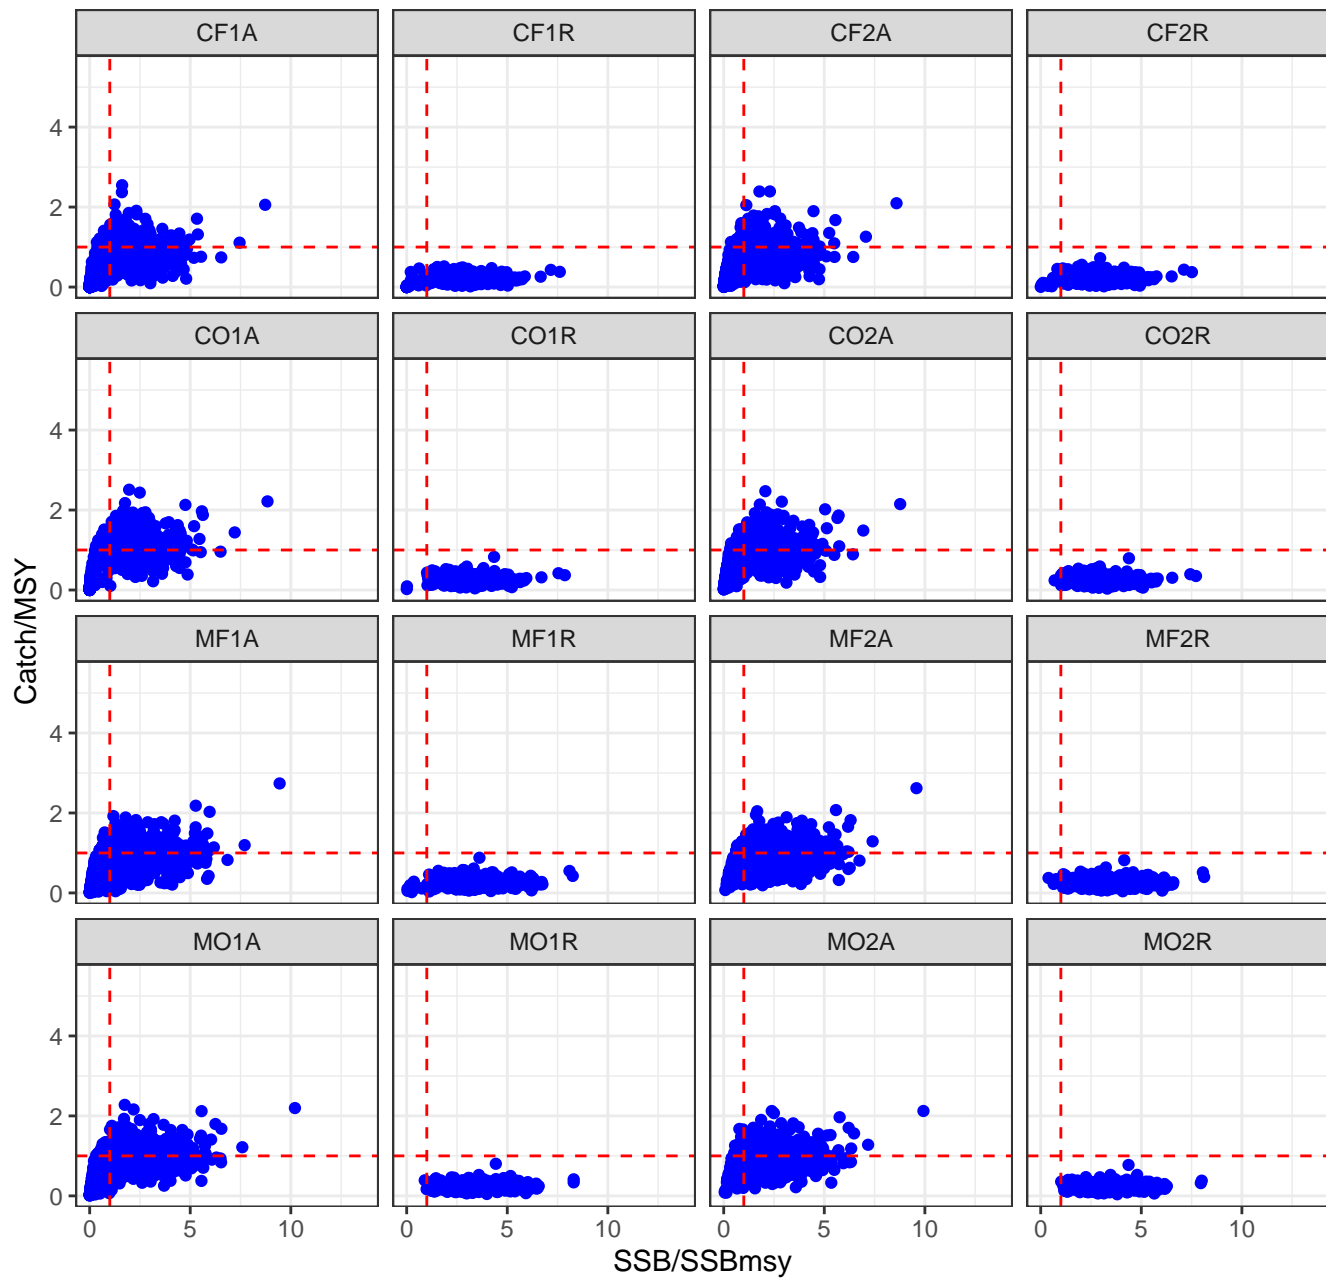 CF1A CF1R CF2A CF2R
4
2
0
CO1A CO1R CO2A CO2R
4
2
0
MF1A MF1R MF2A MF2R
4
2
0
MO1A MO1R MO2A MO2R
4
2
0
0 5 10 0 5 10 0 5 10 0 5 10
SSB/SSBmsy
Catch/MSY